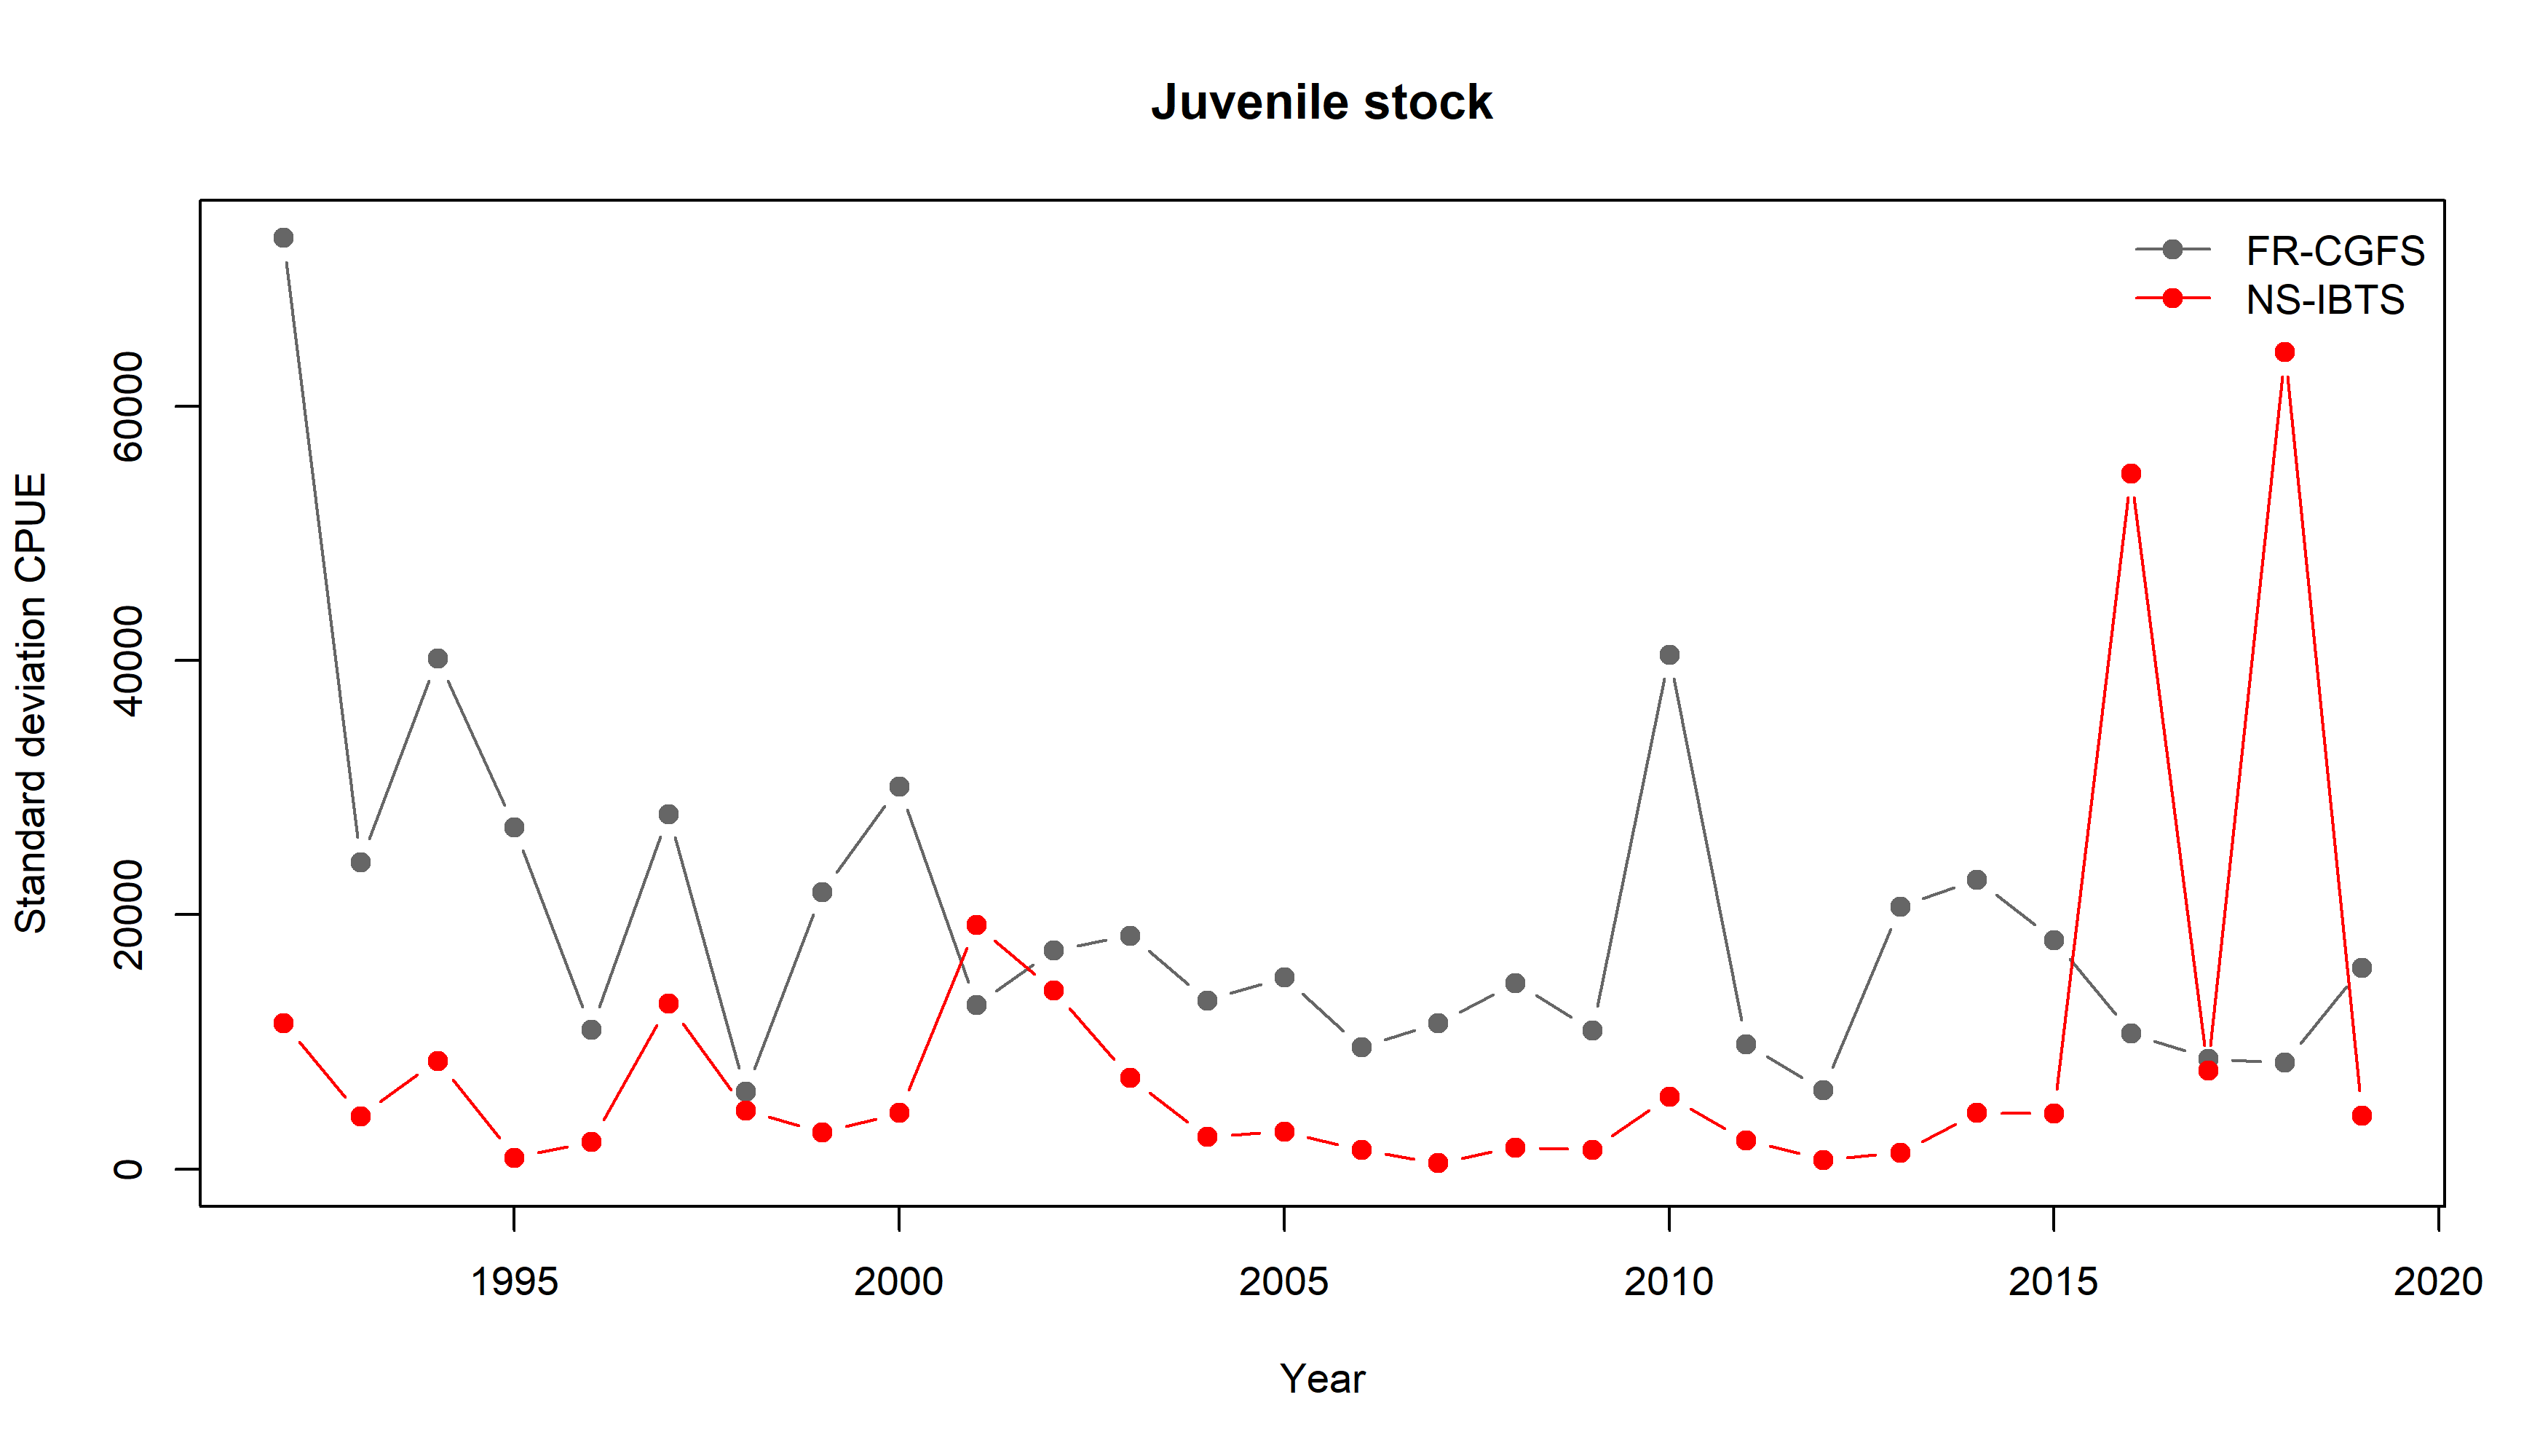 Juvenile stock
FR-CGFS
NS-IBTS
Standard deviation CPUE
60000
40000
20000
0
1995 2000 2005 2010 2015 2020
Year